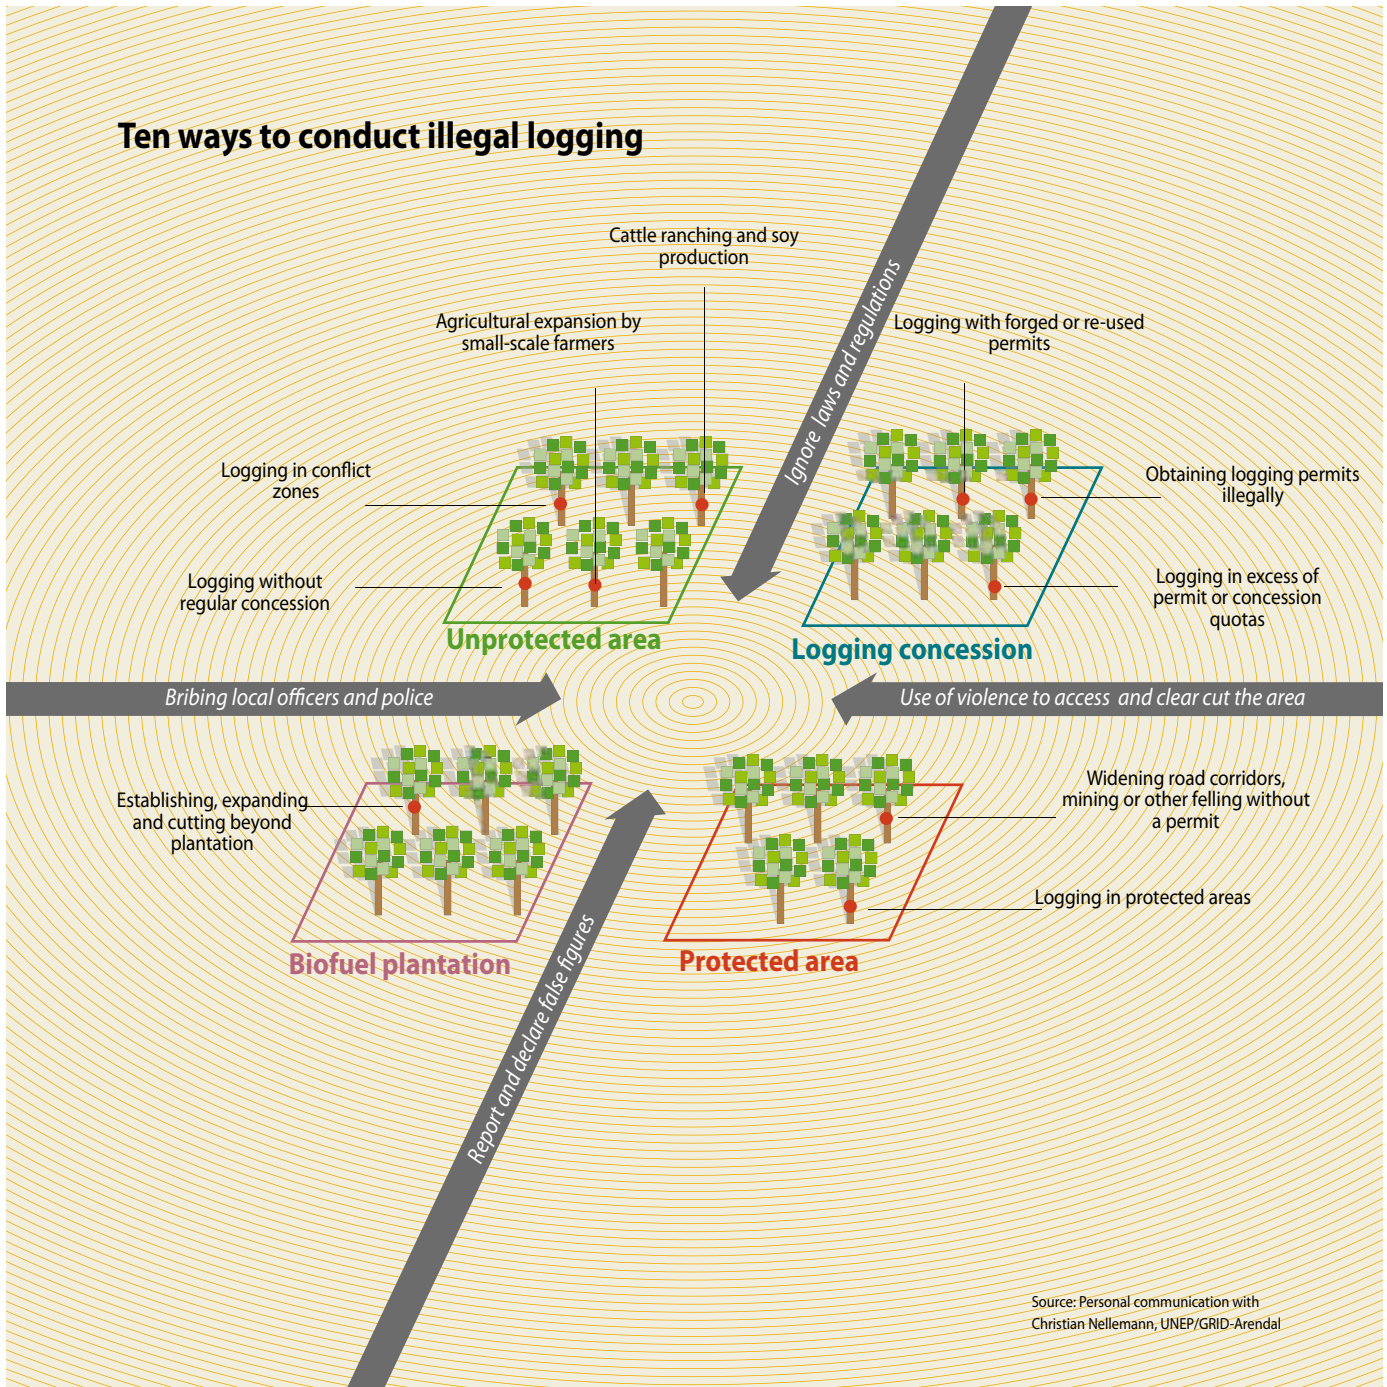 Ten ways to conduct illegal logging
Cattle ranching and soy
production
Agricultural expansion by
small-scale farmers
Logging in conflict
zones
Logging without
regular concession
Unprotected area
Ignore laws and regulations
Logging with forged or re-used
permits
Obtaining logging permits
illegally
Logging in excess of
permit or concession
quotas
Logging concession
Bribing local officers and police
Use of violence to access and clear cut the area
Establishing, expanding
and cutting beyond
plantation
Biofuel plantation
Report and declare false figures
Widening road corridors,
mining or other felling without
a permit
Logging in protected areas
Protected area
Source: Personal communication with
Christian Nellemann, UNEP/GRID-Arendal